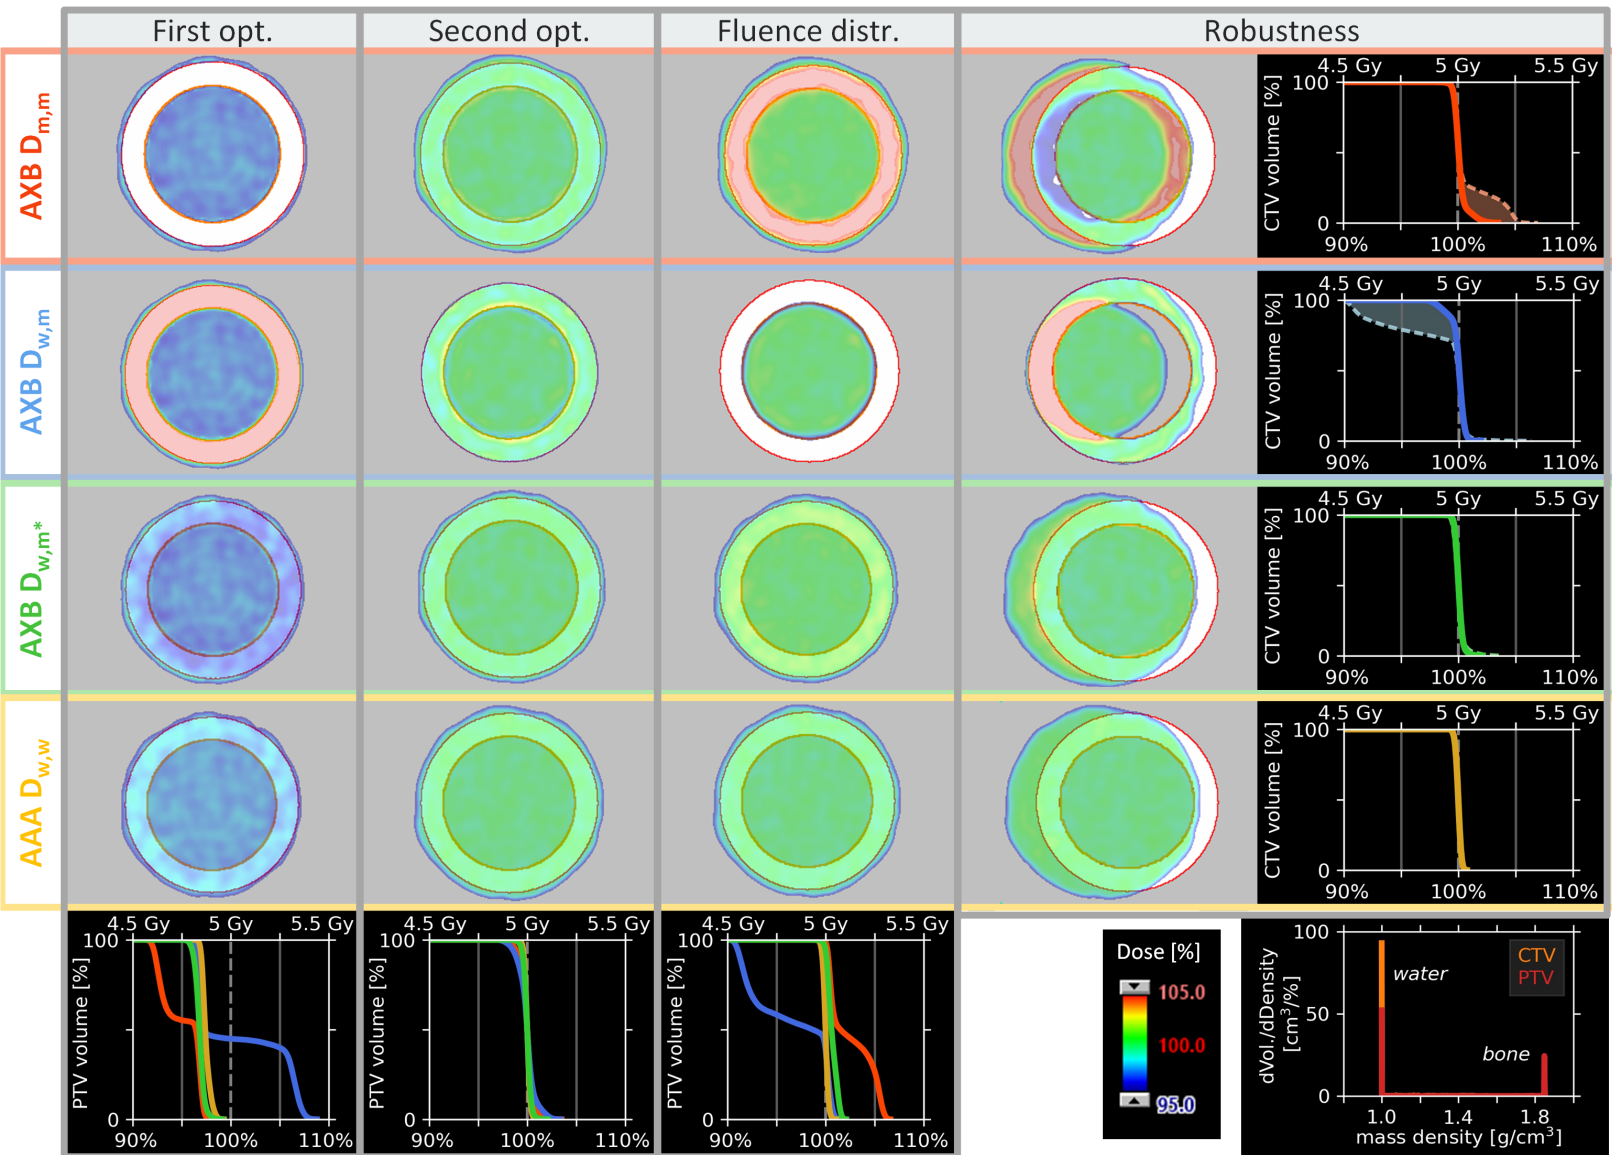 First opt.
Second opt.
Fluence distr.
Robustness
AXB Dm,m
4.5 Gy
5 Gy
5.5 Gy
CTV volume [%]
100
0
90%
100%
110%
AXB Dw,m
4.5 Gy
5 Gy
5.5 Gy
CTV volume [%]
100
0
90%
100%
110%
AXB Dw,m*
4.5 Gy
5 Gy
5.5 Gy
CTV volume [%]
100
0
90%
100%
110%
AAA Dw,w
4.5 Gy
5 Gy
5.5 Gy
CTV volume [%]
100
0
90%
100%
110%
4.5 Gy
5 Gy
5.5 Gy
PTV volume [%]
100
0
90%
100%
110%
4.5 Gy
5 Gy
5.5 Gy
PTV volume [%]
100
0
90%
100%
110%
4.5 Gy
5 Gy
5.5 Gy
PTV volume [%]
100
0
90%
100%
110%
Dose [%]
105.0
100.0
95.0
dVol./dDensity
[cm³/%]
100
50
0
water
bone
CTV
PTV
1.0
1.4
1.8
mass density [g/cm³]